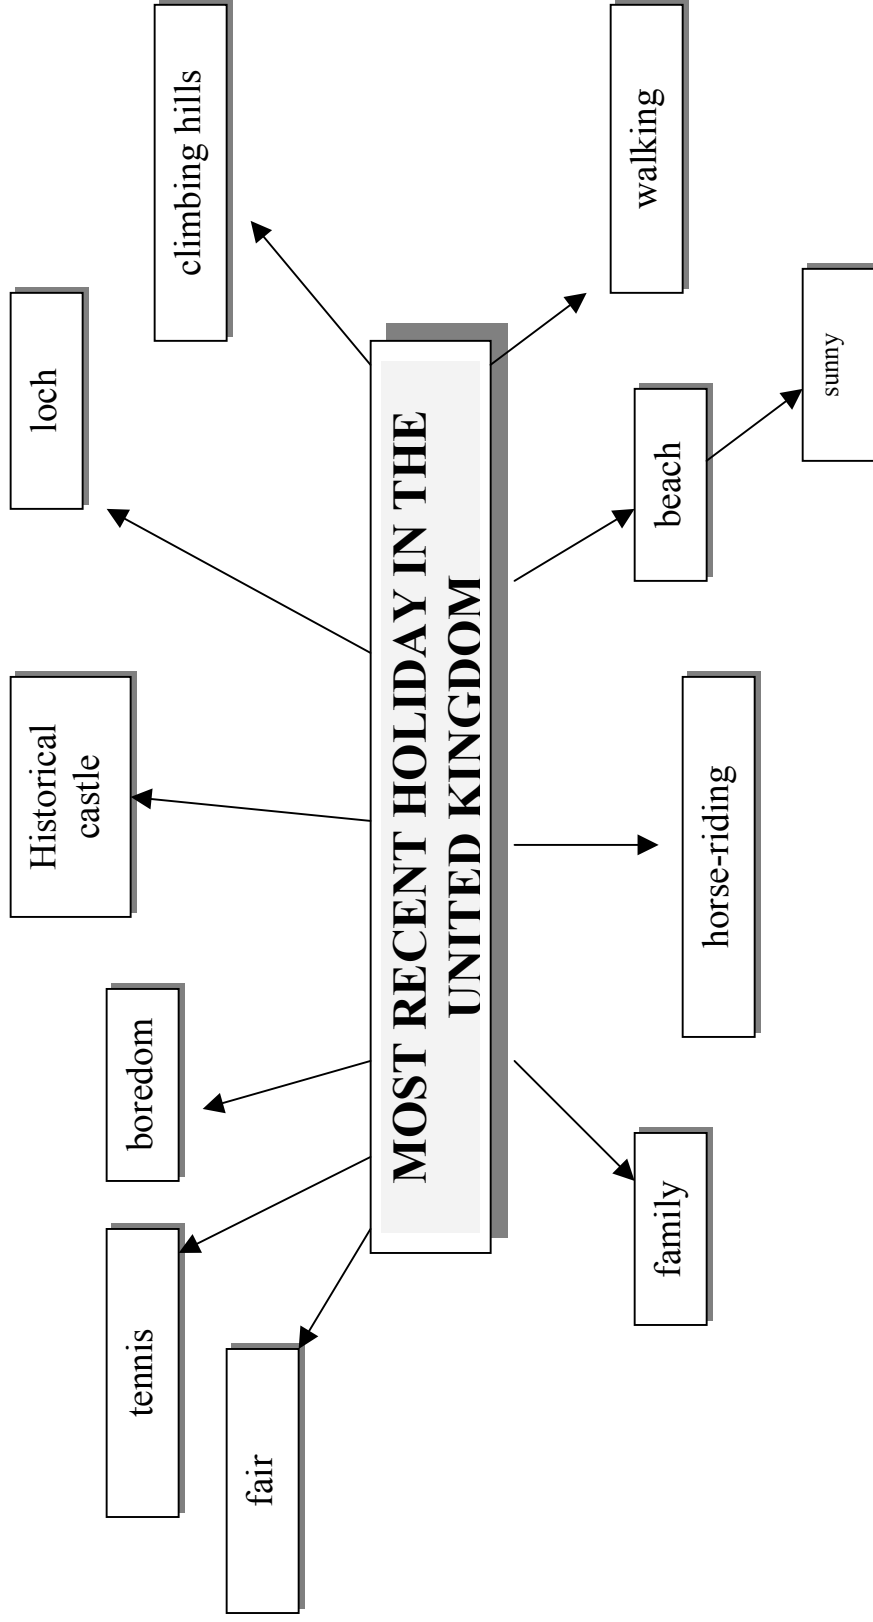 tennis
boredom
Historical
castle
loch
climbing hills
fair
MOST RECENT HOLIDAY IN THE
UNITED KINGDOM
family
horse-riding
beach
walking
sunny